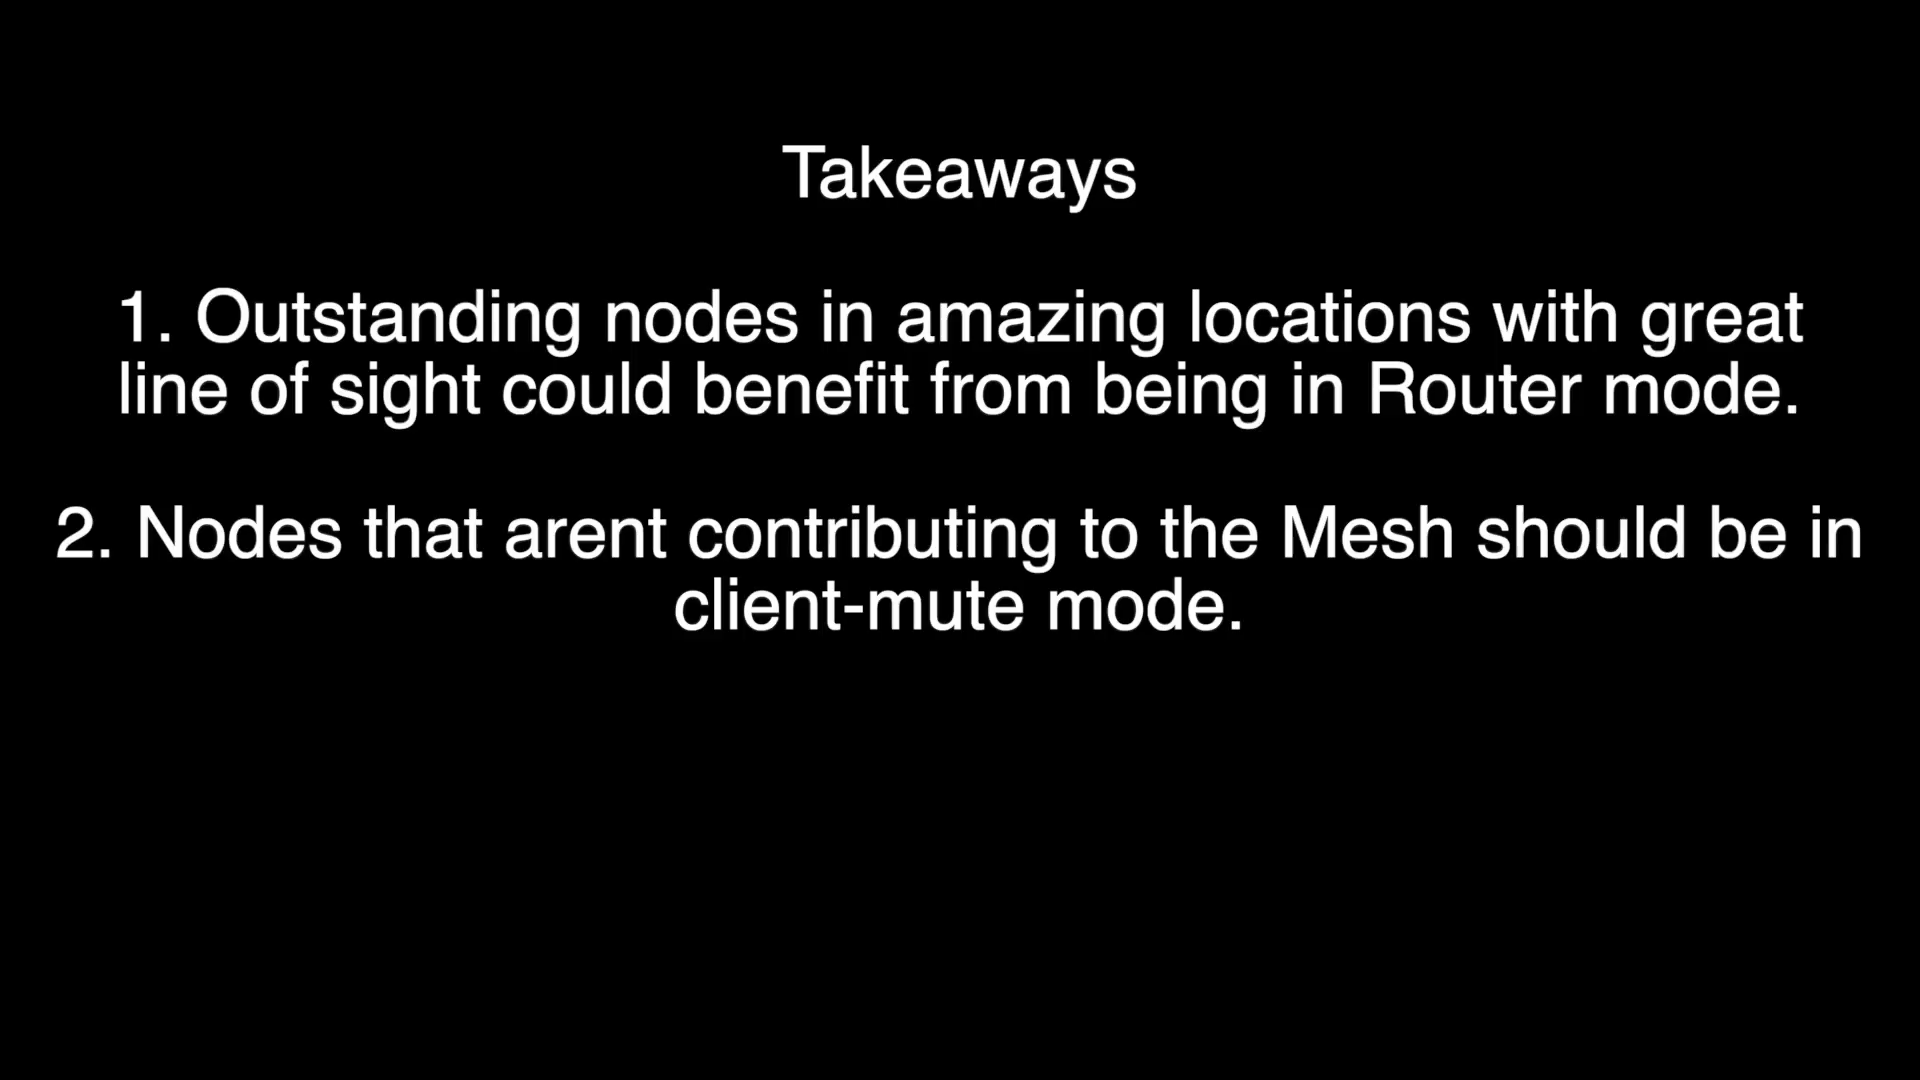 Takeaways
1. Outstanding nodes in amazing locations with great
line of sight could benefit from being in Router mode.
2. Nodes that arent contributing to the Mesh should be in
client-mute mode.